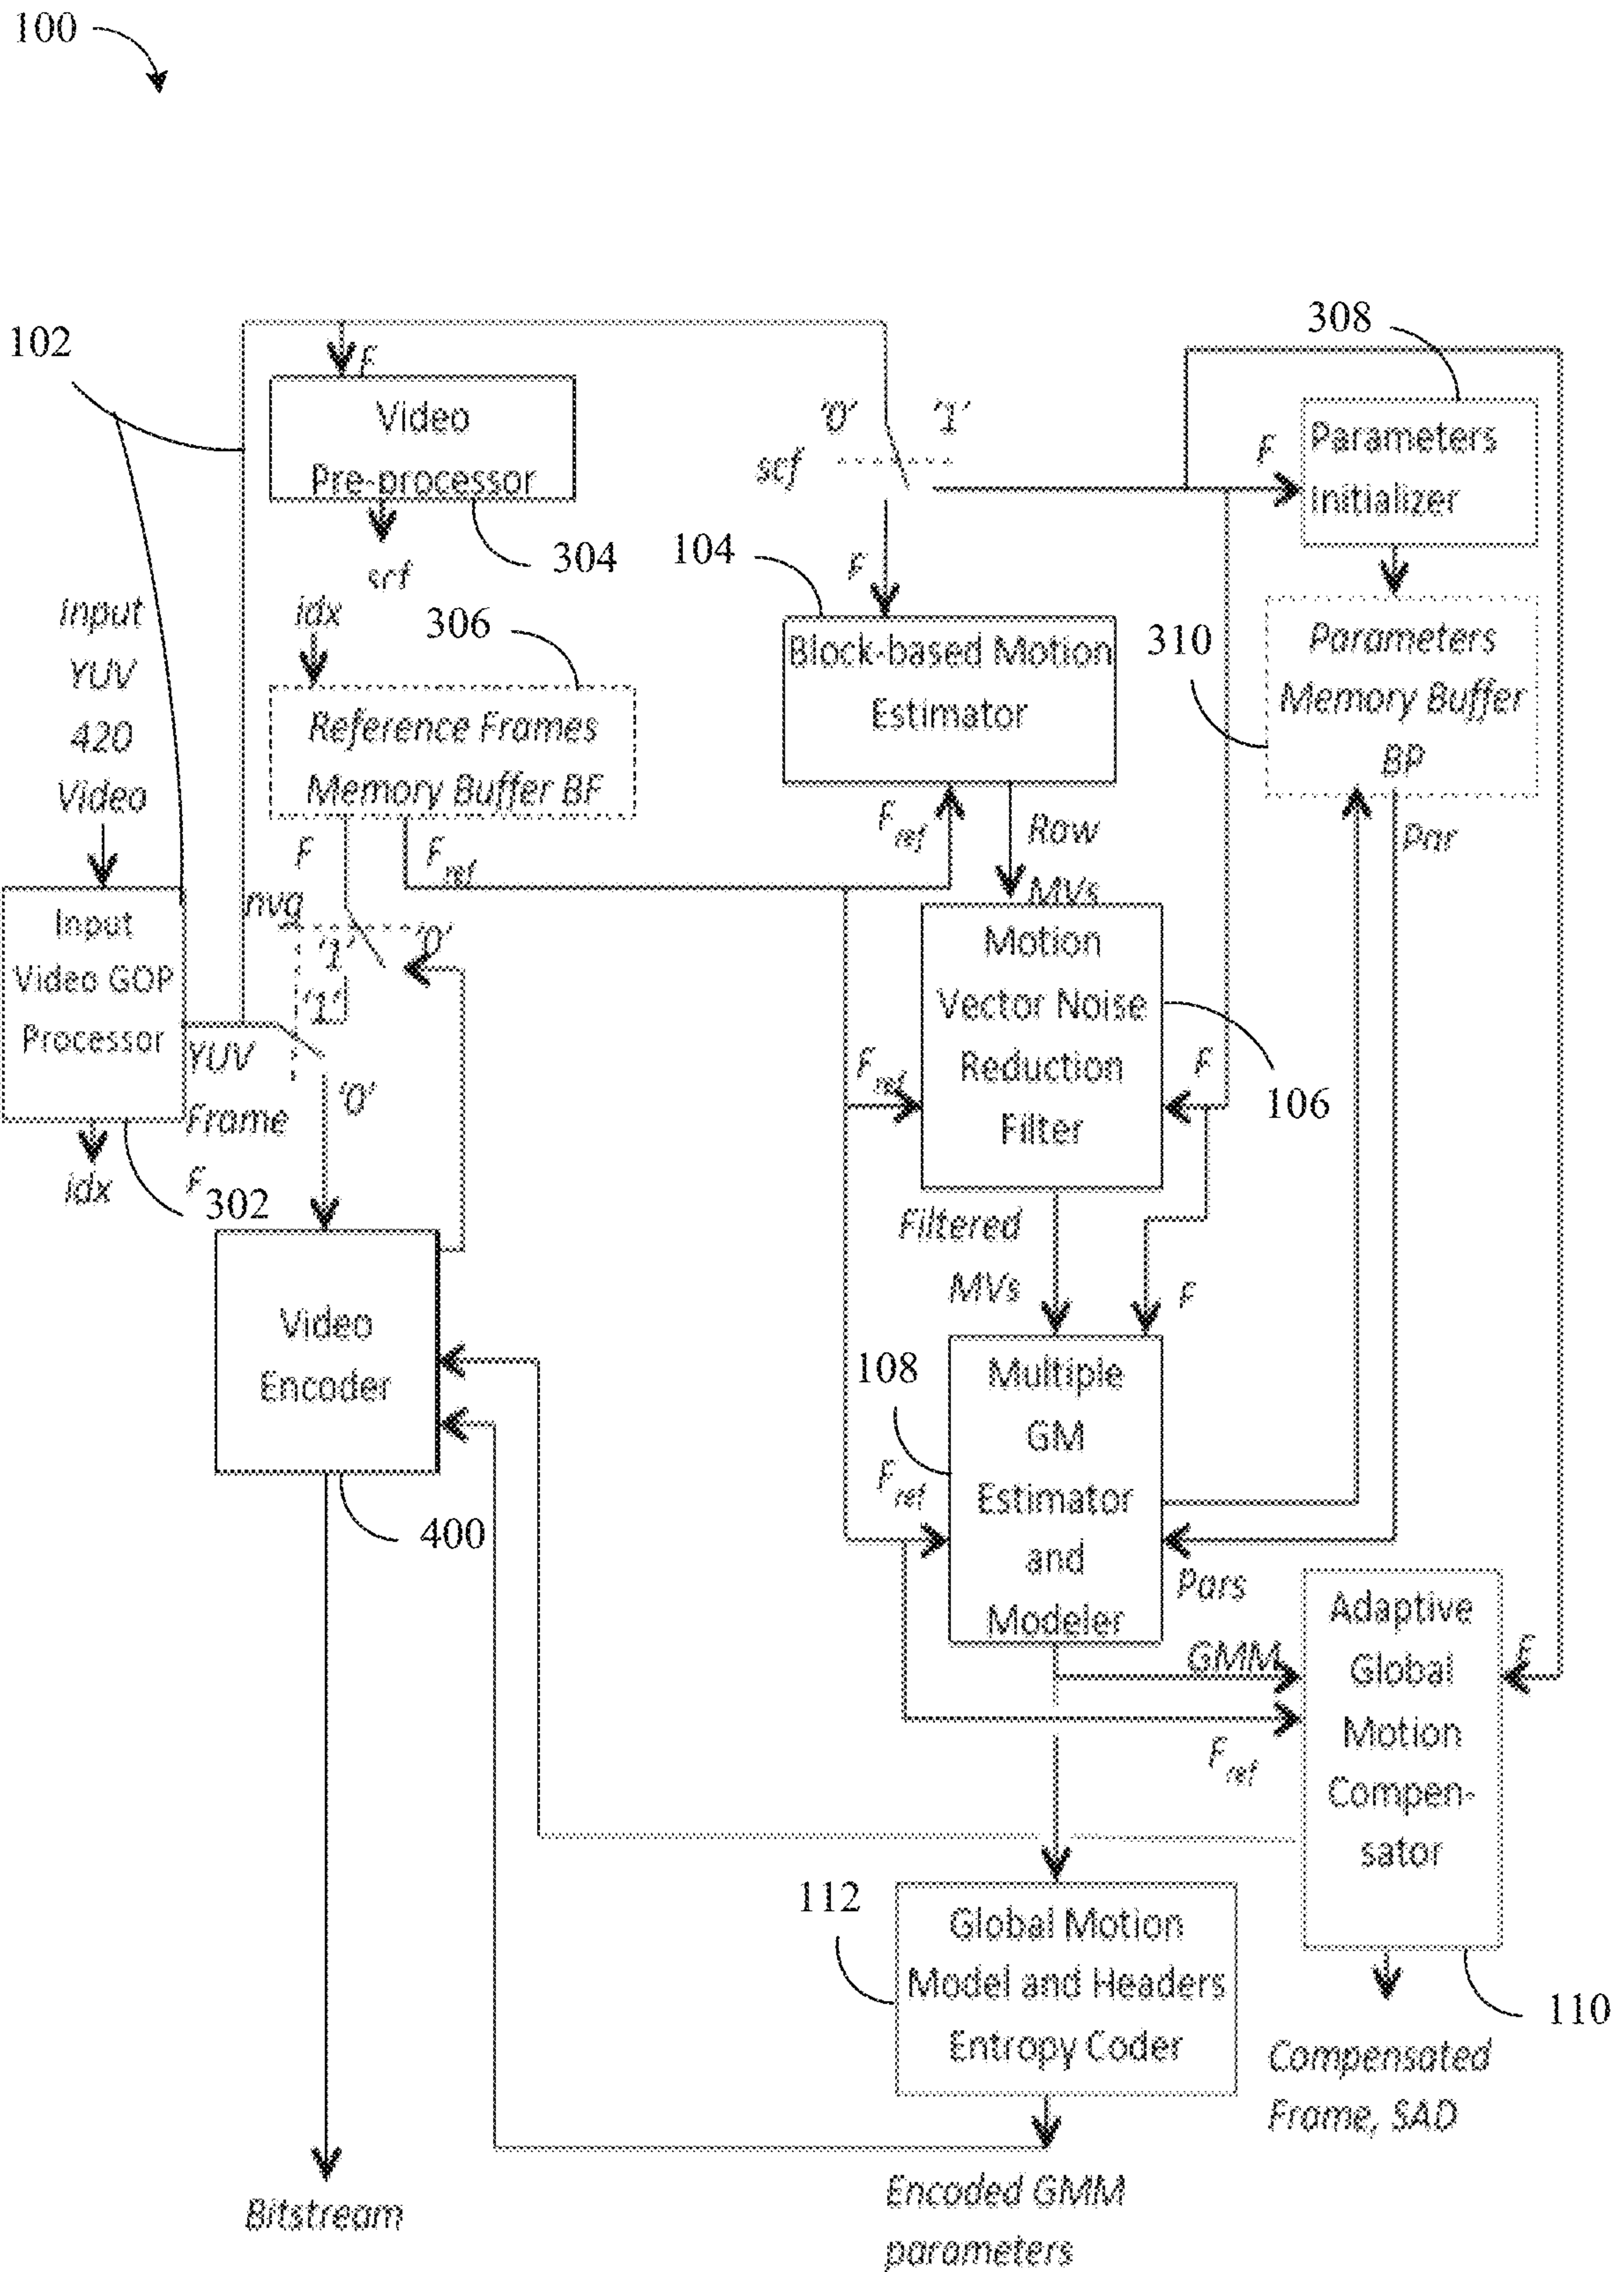 100
102
308
F
Video
Pre-processor
304
scf
'0'
'1'
scf
F
Parameters
Initializer
104
F
idx
306
Reference Frames
Memory Buffer BF
Block-based Motion
Estimator
310
Parameters
Memory Buffer
BP
Input
YUV
420
Video
F
F ref
F ref
Raw
MVs
Par
nvq
'1'
'0'
'1'
Input
Video GOP
Processor
YUV
Frame
F
'0'
idx
302
Motion
Vector Noise
Reduction
Filter
F ref
F
106
Video
Encoder
400
Filtered
MVs
F
108
Multiple
GM
Estimator
and
Modeler
F ref
Pars
GMM
F ref
Adaptive
Global
Motion
Compen-
sator
F
110
112
Global Motion
Model and Headers
Entropy Coder
Compensated
Frame, SAD
Bitstream
Encoded GMM
parameters